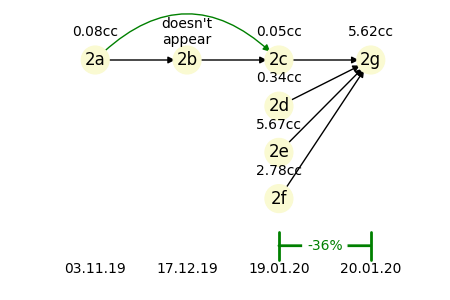 doesn't
appear
0.08cc 0.05cc 5.62cc
2a 2b 2c 2g
0.34cc
2d
5.67cc
2e
2.78cc
2f
-36%
03.11.19 17.12.19 19.01.20 20.01.20